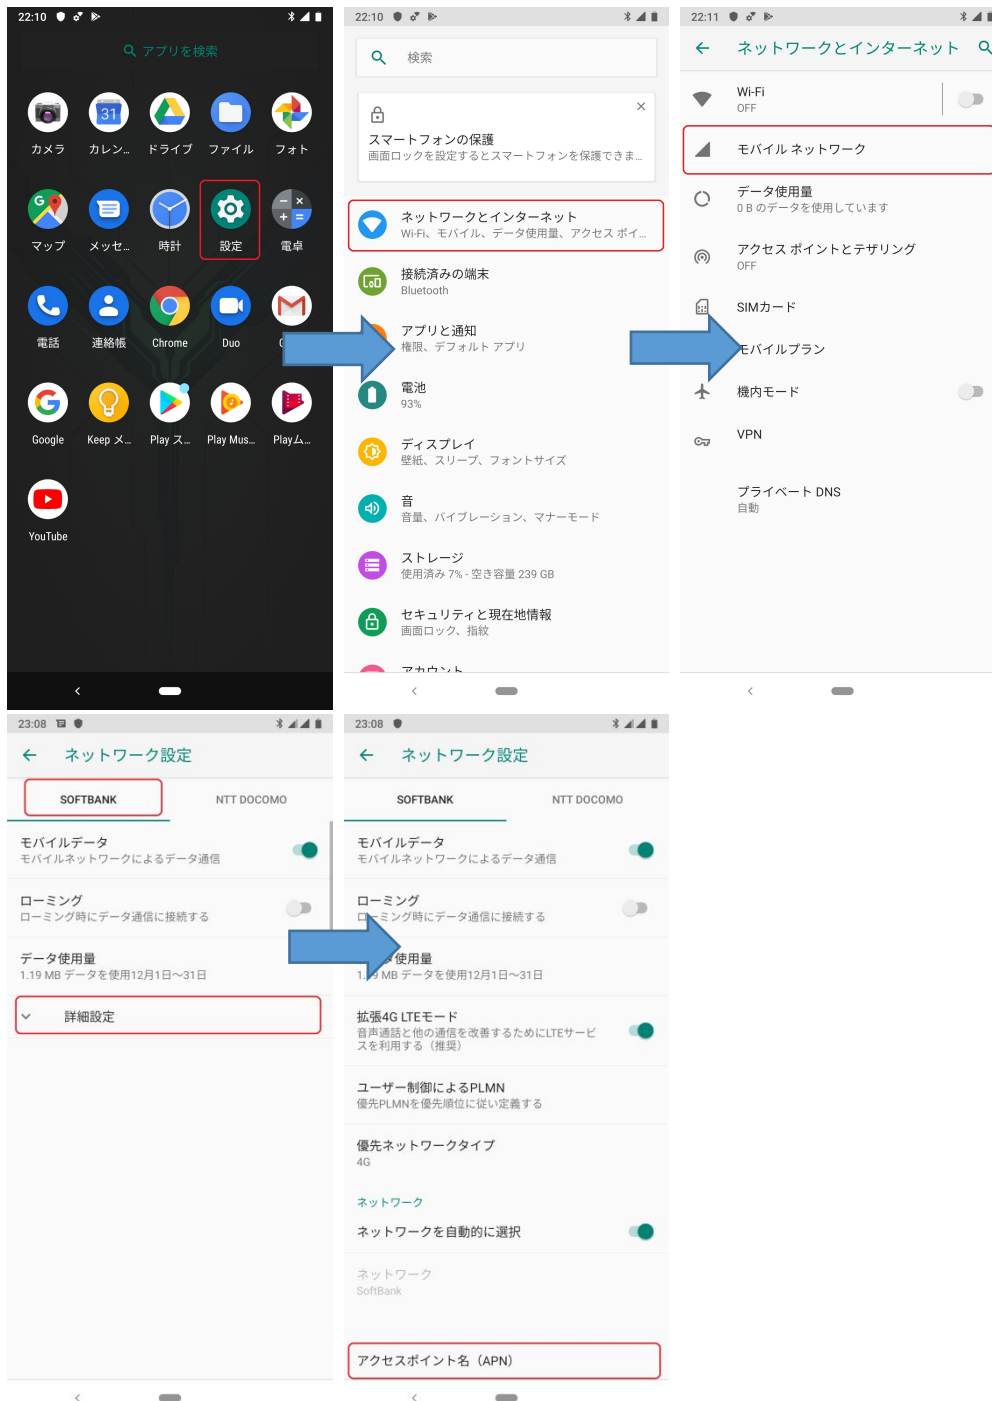 22:10
アプリを検索
31
カメラ
カレン...
ドライブ
ファイル
フォト
マップ
メッセ...
時計
設定
電卓
電話
連絡帳
Chrome
Duo
Google
Keep メ...
Play ス...
Play Mus...
Playム...
YouTube
22:10
検索
スマートフォンの保護
画面ロックを設定するとスマートフォンを保護できま...
ネットワークとインターネット
Wi-Fi、モバイル、データ使用量、アクセス ポイ...
接続済みの端末
Bluetooth
アプリと通知
権限、デフォルト アプリ
電池
93%
ディスプレイ
壁紙、スリープ、フォントサイズ
音
音量、バイブレーション、マナーモード
ストレージ
使用済み 7% - 空き容量 239 GB
セキュリティと現在地情報
画面ロック、指紋
アカウント
22:11
ネットワークとインターネット
Wi-Fi
OFF
モバイル ネットワーク
データ使用量
0 B のデータを使用しています
アクセス ポイントとテザリング
OFF
SIMカード
モバイルプラン
機内モード
VPN
プライベート DNS
自動
23:08
ネットワーク設定
SOFTBANK
NTT DOCOMO
モバイルデータ
モバイルネットワークによるデータ通信
ローミング
ローミング時にデータ通信に接続する
データ使用量
1.19 MB データを使用12月1日～31日
詳細設定
23:08
ネットワーク設定
SOFTBANK
NTT DOCOMO
モバイルデータ
モバイルネットワークによるデータ通信
ローミング
ローミング時にデータ通信に接続する
使用量
MB データを使用12月1日～31日
拡張4G LTEモード
音声通話と他の通信を改善するためにLTEサービ
スを利用する（推奨）
ユーザー制御によるPLMN
優先PLMNを優先順位に従い定義する
優先ネットワークタイプ
4G
ネットワーク
ネットワークを自動的に選択
ネットワーク
SoftBank
アクセスポイント名（APN）